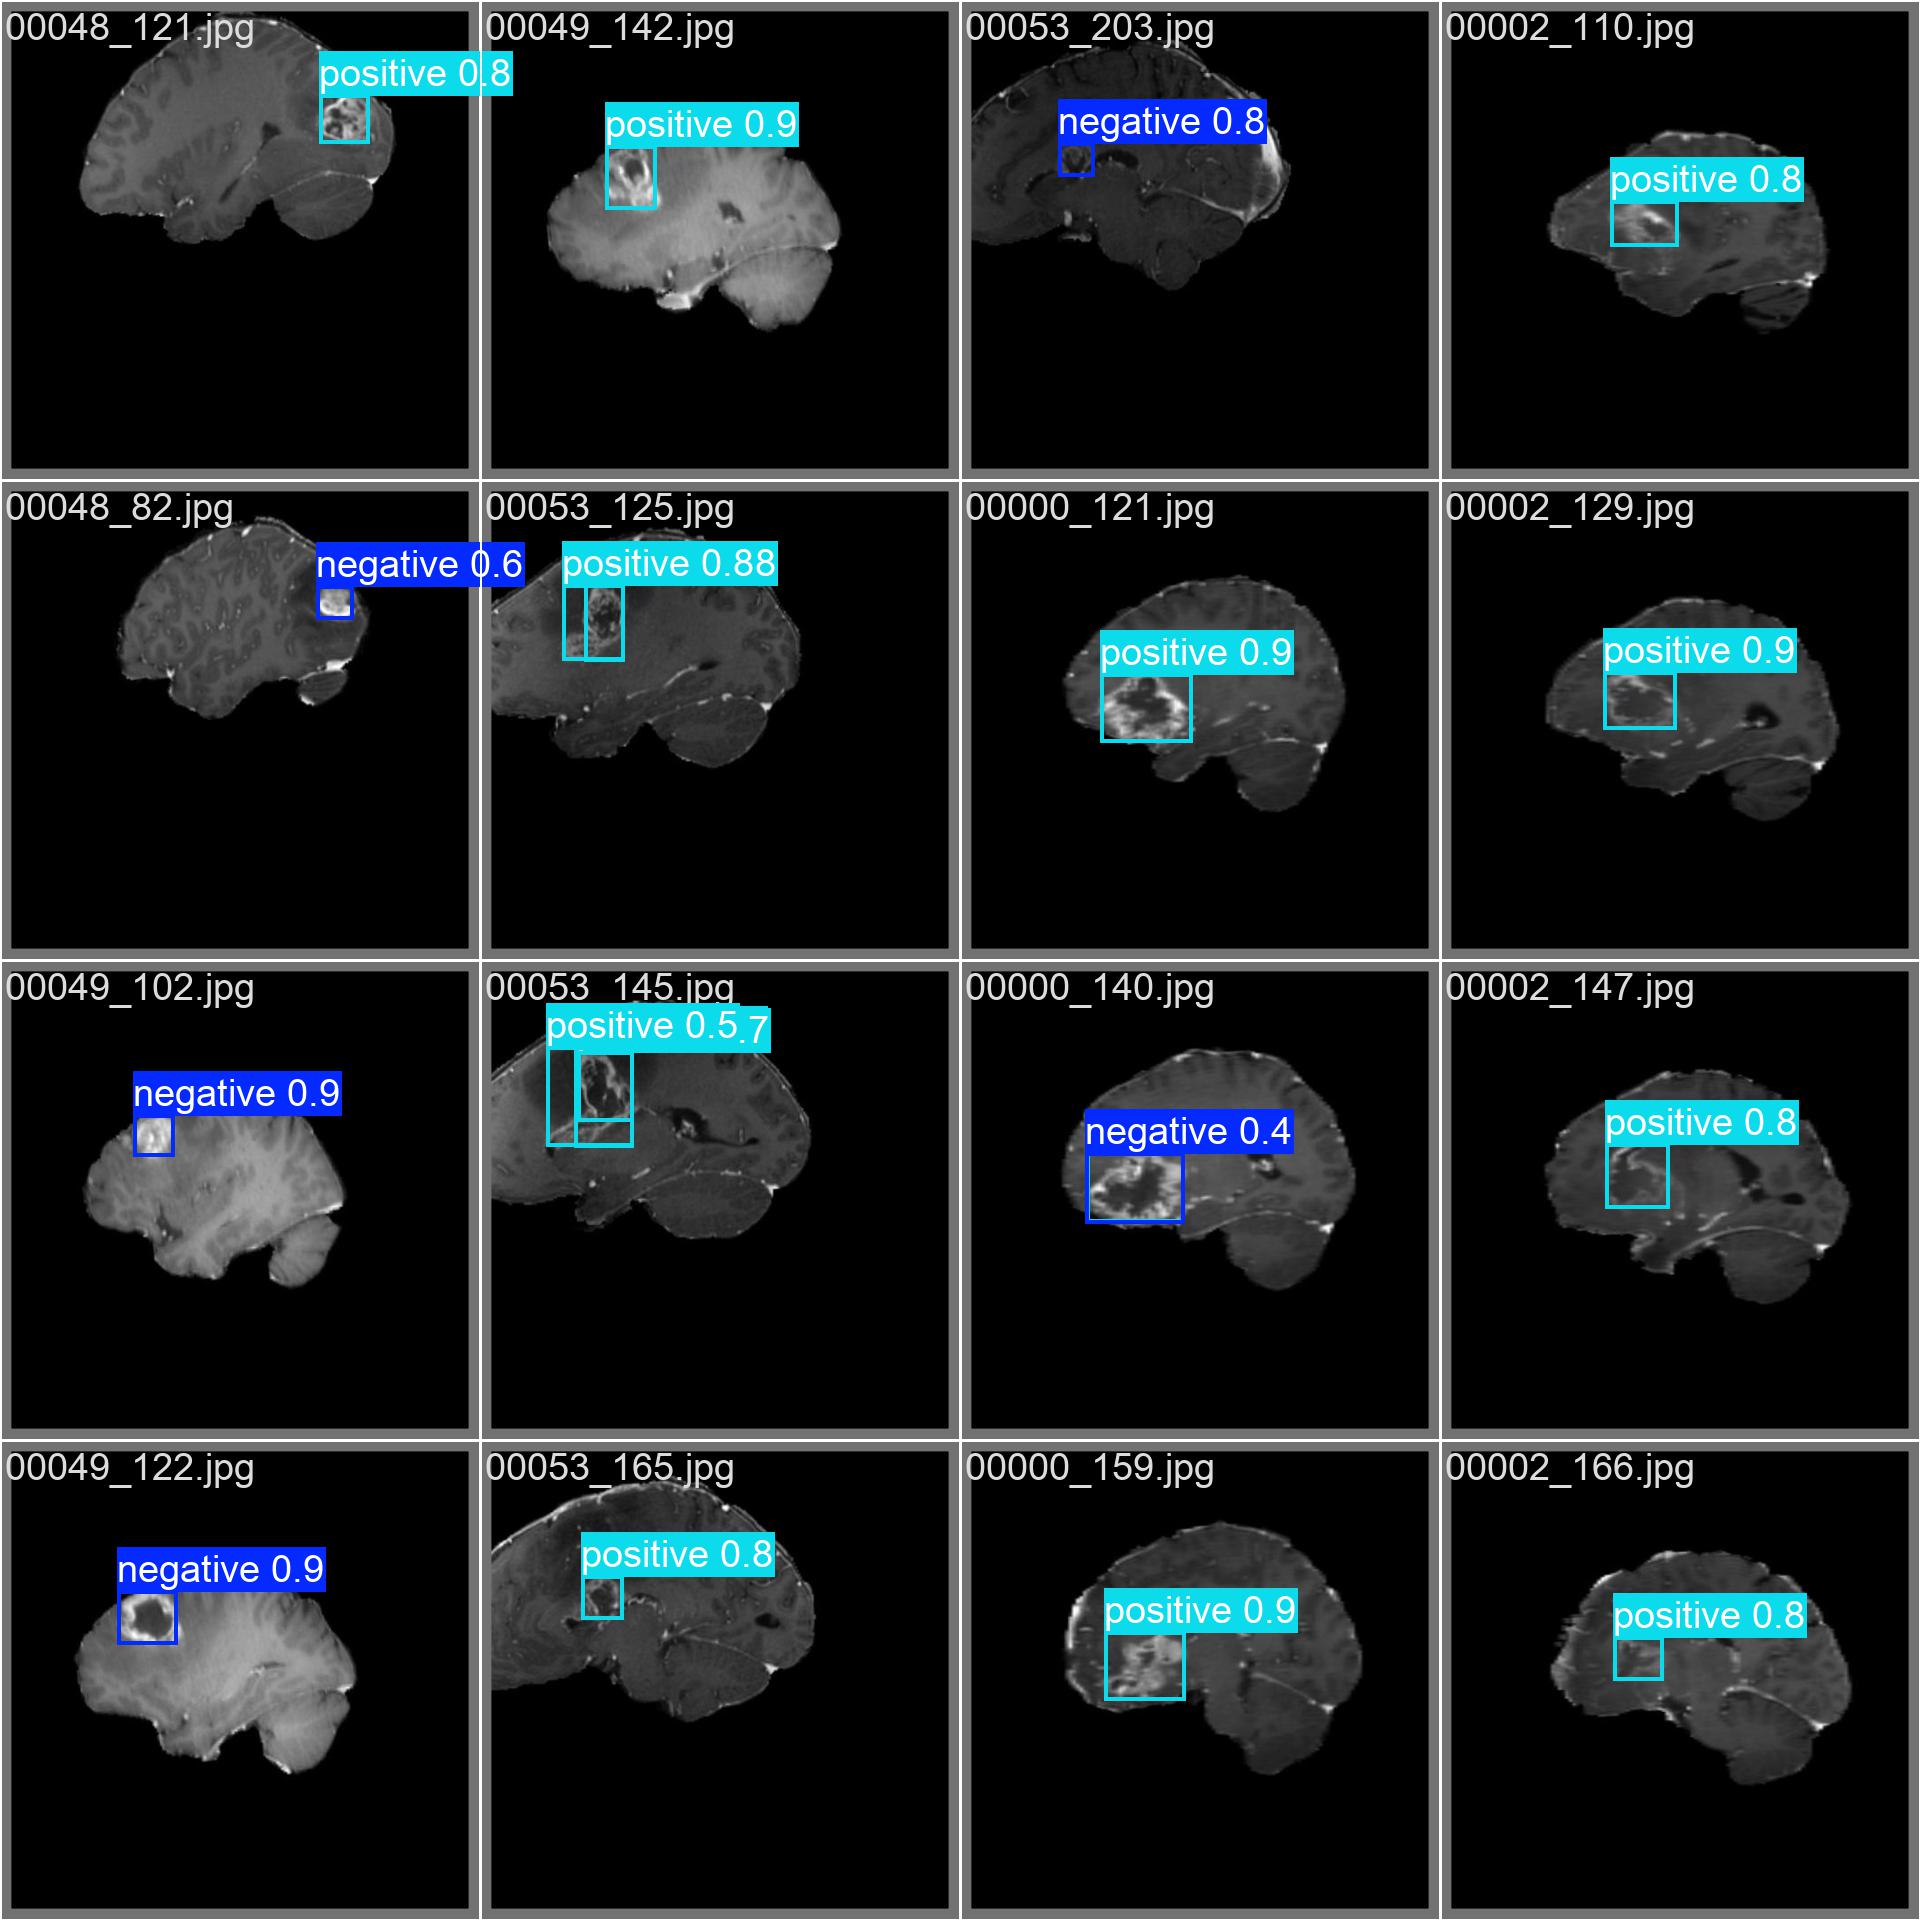 00048_121.jpg
positive 0.8
00049_142.jpg
positive 0.9
00053_203.jpg
negative 0.8
00002_110.jpg
positive 0.8
00048_82.jpg
negative 0.6
00053_125.jpg
positive 0.88
00000_121.jpg
positive 0.9
00002_129.jpg
positive 0.9
00049_102.jpg
negative 0.9
00053_145.jpg
positive 0.5.7
00000_140.jpg
negative 0.4
00002_147.jpg
positive 0.8
00049_122.jpg
negative 0.9
00053_165.jpg
positive 0.8
00000_159.jpg
positive 0.9
00002_166.jpg
positive 0.8